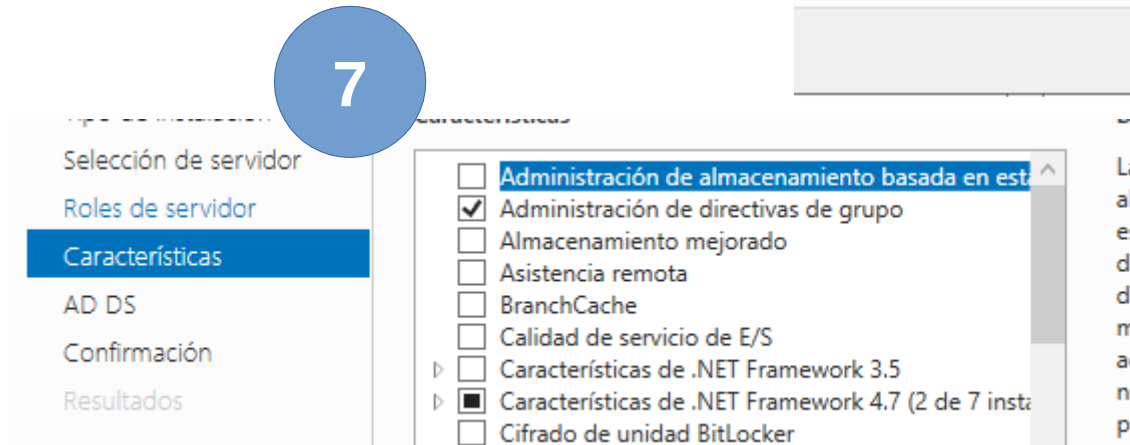 7
Selección de servidor
Roles de servidor
Características
AD DS
Confirmación
Resultados
Características
Administración de almacenamiento basada en está
Administración de directivas de grupo
Almacenamiento mejorado
Asistencia remota
BranchCache
Calidad de servicio de E/S
Características de .NET Framework 3.5
Características de .NET Framework 4.7 (2 de 7 insta
Cifrado de unidad BitLocker